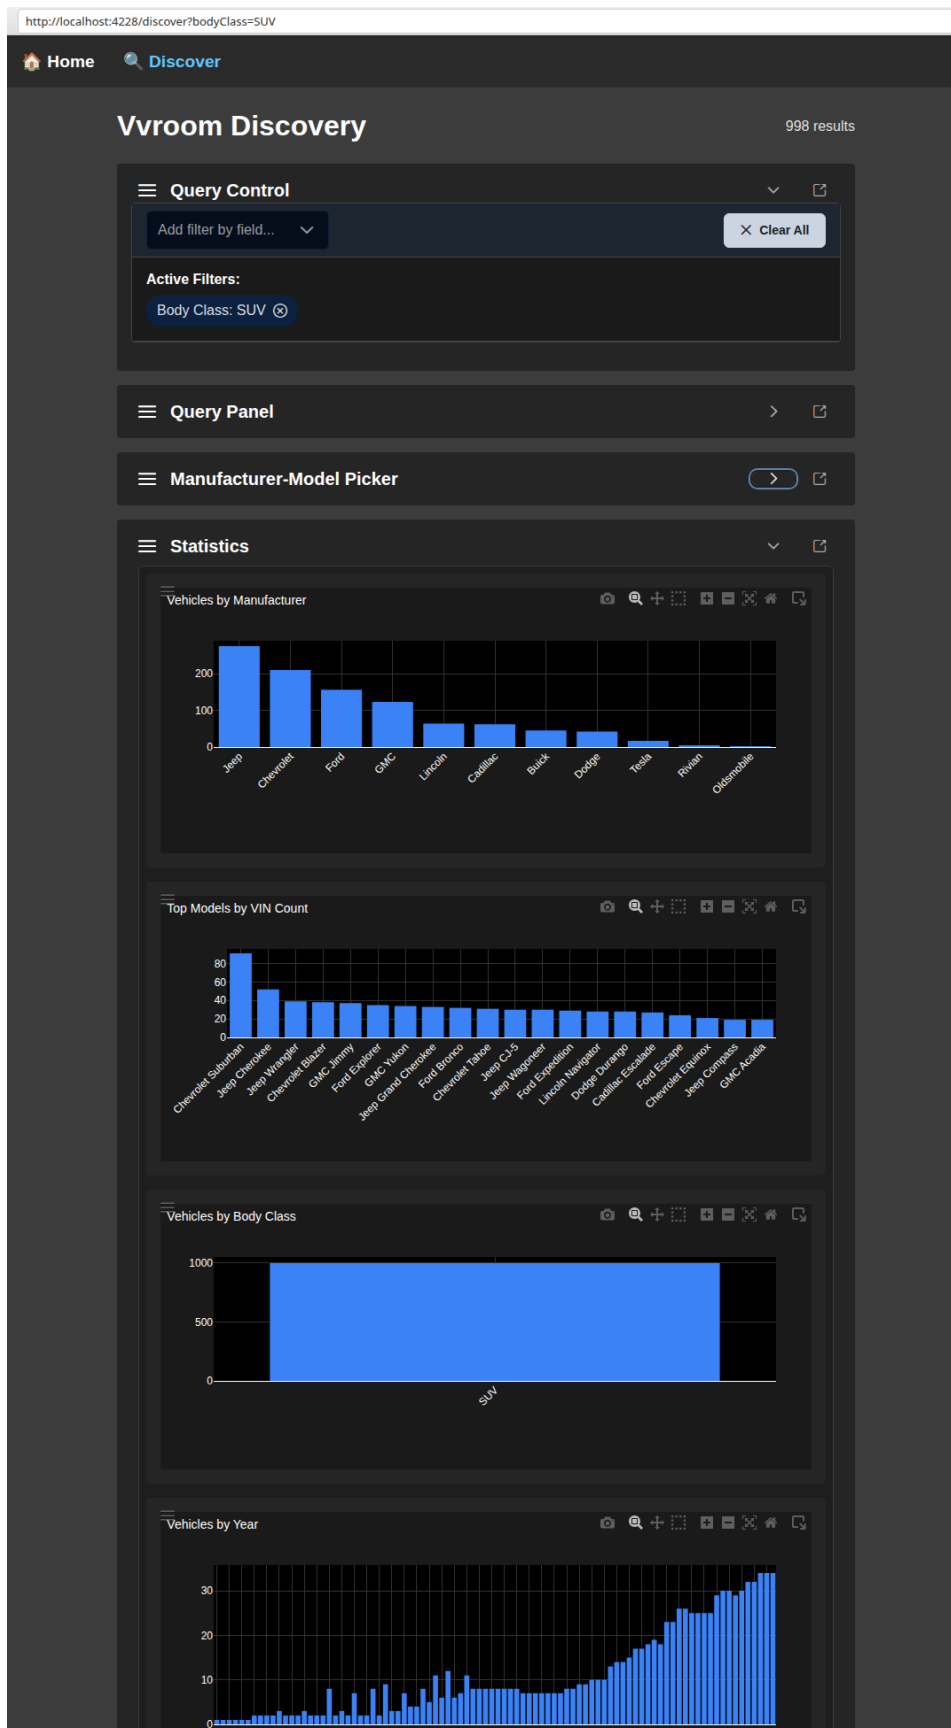 http://localhost:4228/discover?bodyClass=SUV
Home Discover
Vvroom Discovery
998 results
Query Control
Add filter by field...
Clear All
Active Filters:
Body Class: SUV
Query Panel
Manufacturer-Model Picker
Statistics
Vehicles by Manufacturer
200
100
0
Jeep
Chevrolet
Ford
GMC
Lincoln
Cadillac
Buick
Dodge
Tesla
Rivian
Oldsmobile
Top Models by VIN Count
80
60
40
20
0
Chevrolet Suburban
Jeep Cherokee
Jeep Wrangler
Chevrolet Blazer
GMC Jimmy
Ford Explorer
GMC Yukon
Jeep Grand Cherokee
Ford Bronco
Chevrolet Tahoe
Jeep CJ-5
Jeep Wagoneer
Ford Expedition
Lincoln Navigator
Dodge Durango
Cadillac Escalade
Ford Escape
Chevrolet Equinox
Jeep Compass
GMC Acadia
Vehicles by Body Class
1000
500
0
SUV
Vehicles by Year
30
20
10
0